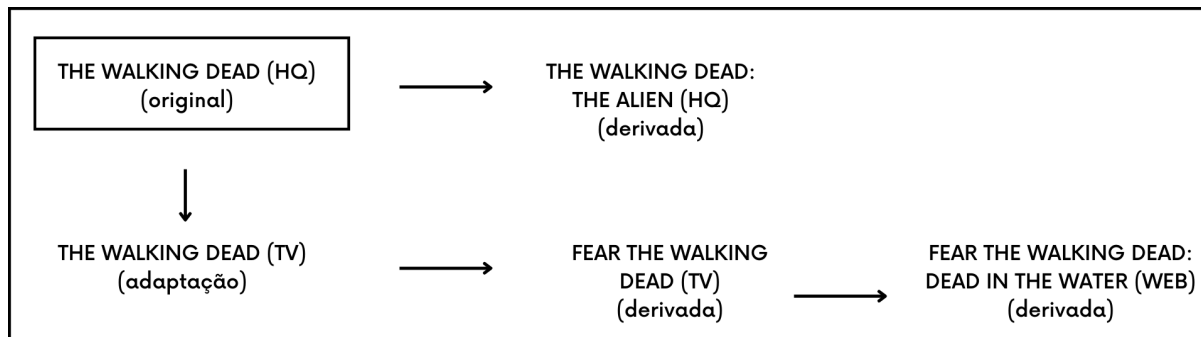 THE WALKING DEAD (HQ)
(original)
THE WALKING DEAD:
THE ALIEN (HQ)
(derivada)
THE WALKING DEAD (TV)
(adaptação)
FEAR THE WALKING
DEAD (TV)
(derivada)
FEAR THE WALKING DEAD:
DEAD IN THE WATER (WEB)
(derivada)